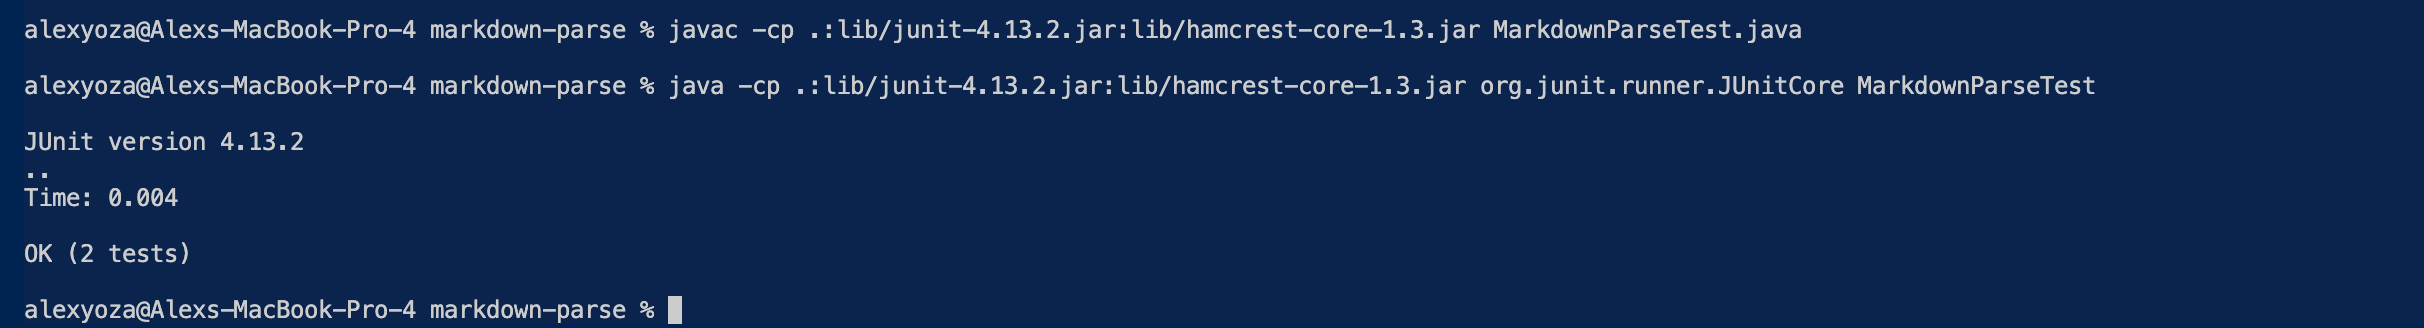 alexyoza@Alexs-MacBook-Pro-4 markdown-parse % javac -cp .:lib/junit-4.13.2.jar:lib/hamcrest-core-1.3.jar MarkdownParseTest.java
alexyoza@Alexs-MacBook-Pro-4 markdown-parse % java -cp .:lib/junit-4.13.2.jar:lib/hamcrest-core-1.3.jar org.junit.runner.JUnitCore MarkdownParseTest
JUnit version 4.13.2
..
Time: 0.004
OK (2 tests)
alexyoza@Alexs-MacBook-Pro-4 markdown-parse %